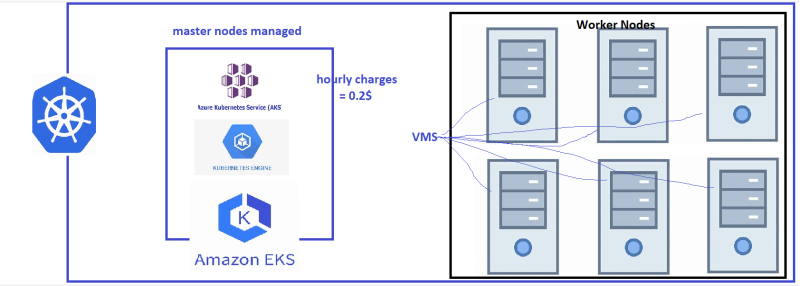 master nodes managed
Worker Nodes
hourly charges
= 0.2$
Azure Kubernetes Service (AKS
KUBERNETES ENGINE
K
Amazon EKS
VMS